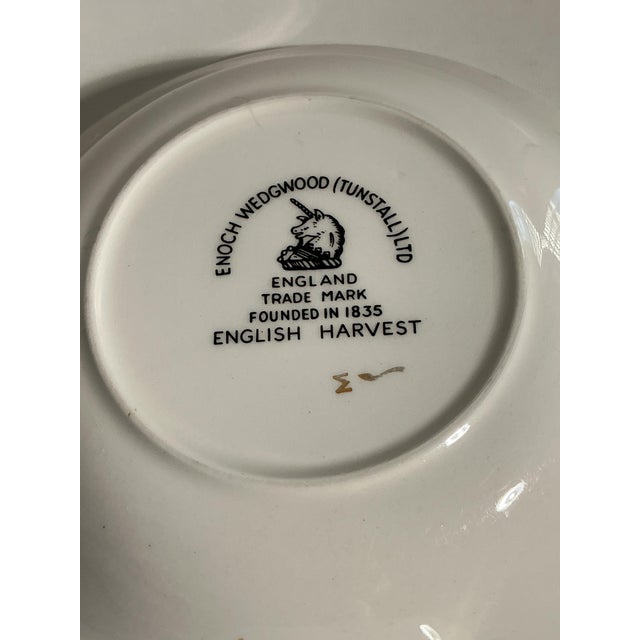 ENOCH WEDGWOOD (TUNSTALL) LTD
ENGLAND
TRADE MARK
FOUNDED IN 1835
ENGLISH HARVEST